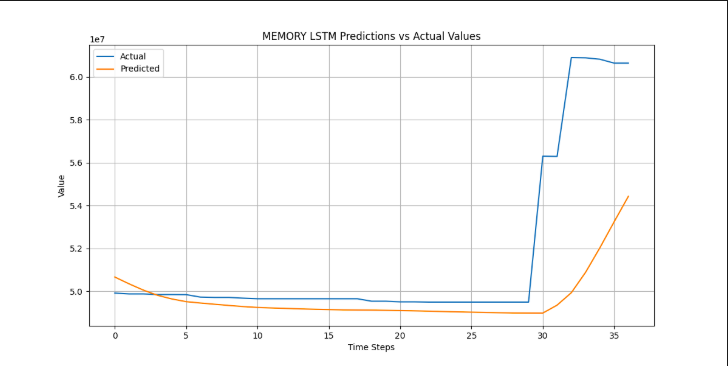 MEMORY LSTM Predictions vs Actual Values
1e7
Actual
Predicted
6.0
5.8
5.6
5.4
5.2
5.0
Value
0 5 10 15 20 25 30 35
Time Steps